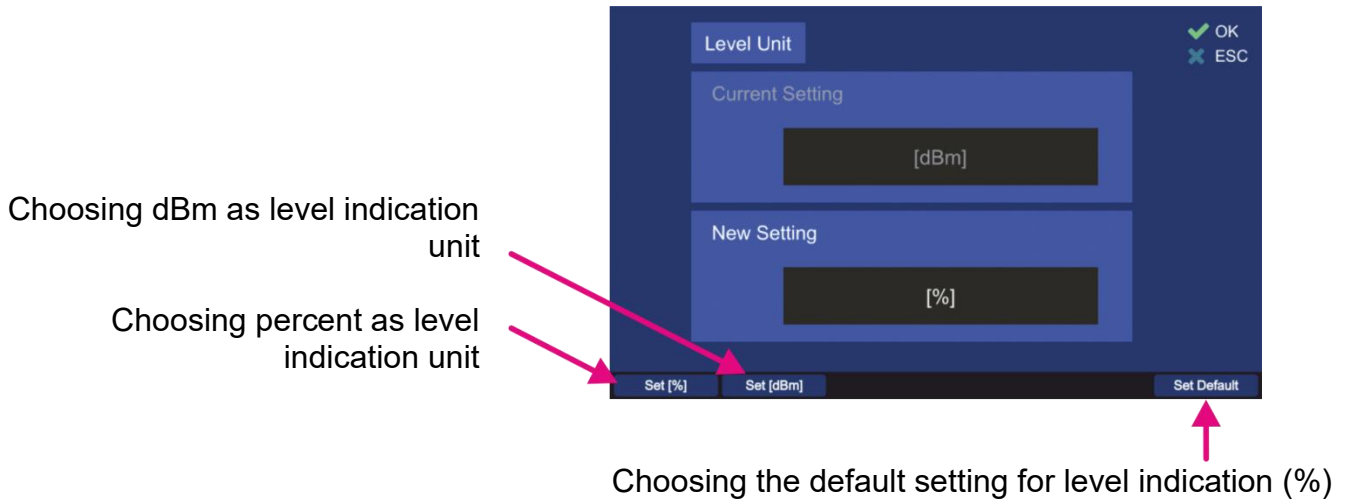 Level Unit
OK
ESC
Current Setting
[dBm]
New Setting
[%]
Choosing dBm as level indication
unit
Choosing percent as level
indication unit
Set [%]
Set [dBm]
Set Default
Choosing the default setting for level indication (%)